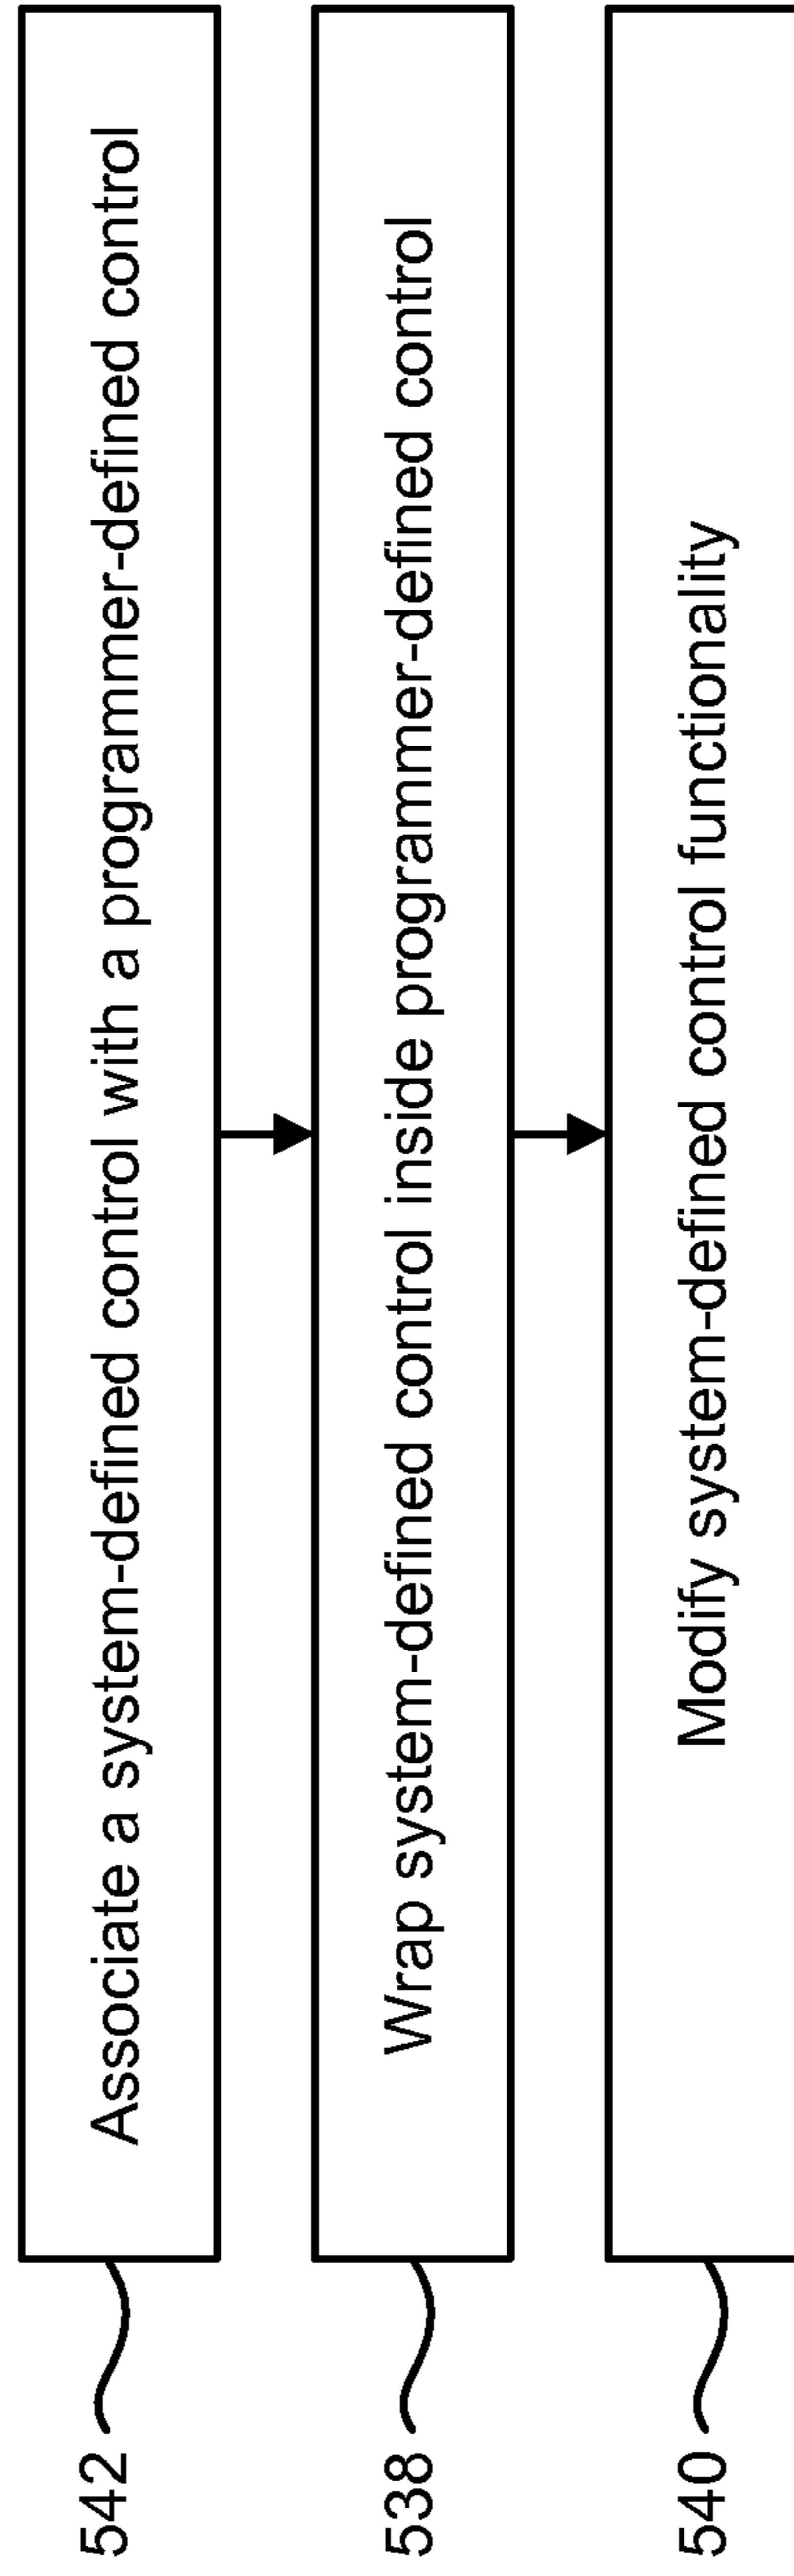 542
Associate a system-defined control with a programmer-defined control
538
Wrap system-defined control inside programmer-defined control
540
Modify system-defined control functionality